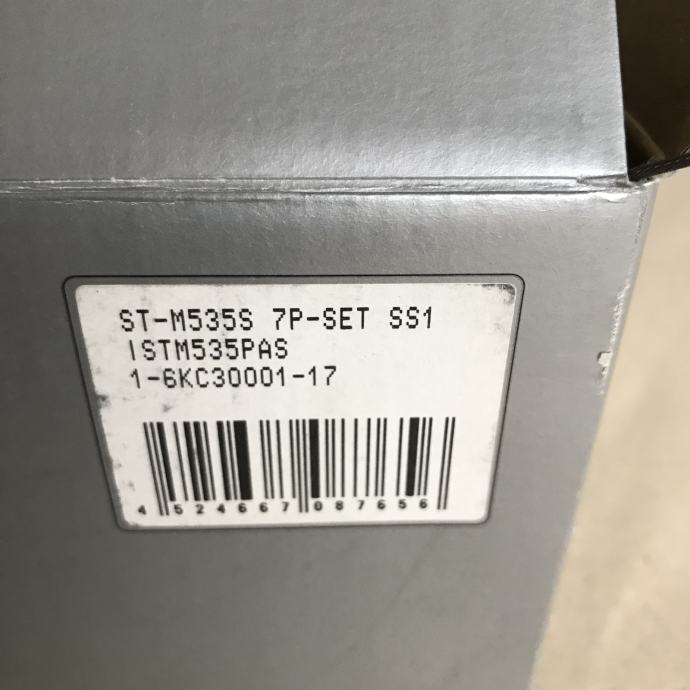 ST-M535S 7P-SET SS1
ISTM535PAS
1-6KC30001-17
4 524667 087656